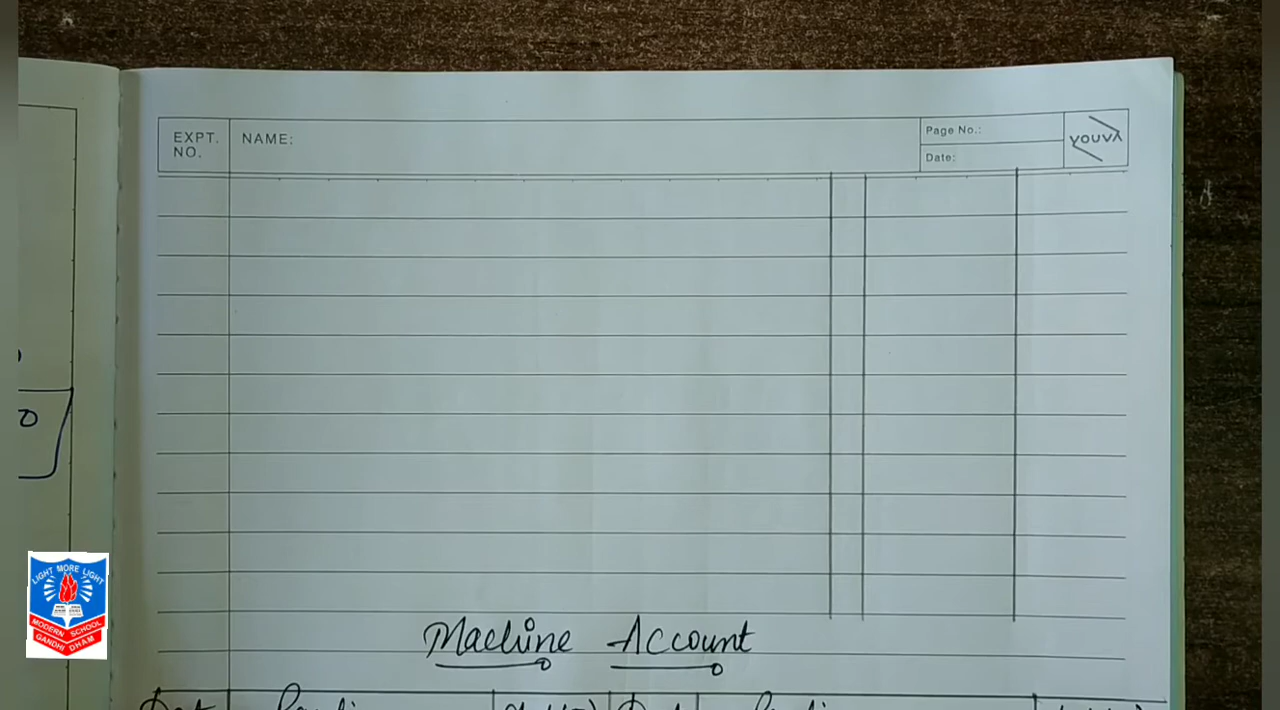 EXPT. NO.
NAME:
Page No.:
Date:
YOUVA
LIGHT MORE LIGHT
MODERN SCHOOL
GANDHI DHAM
Machine Account